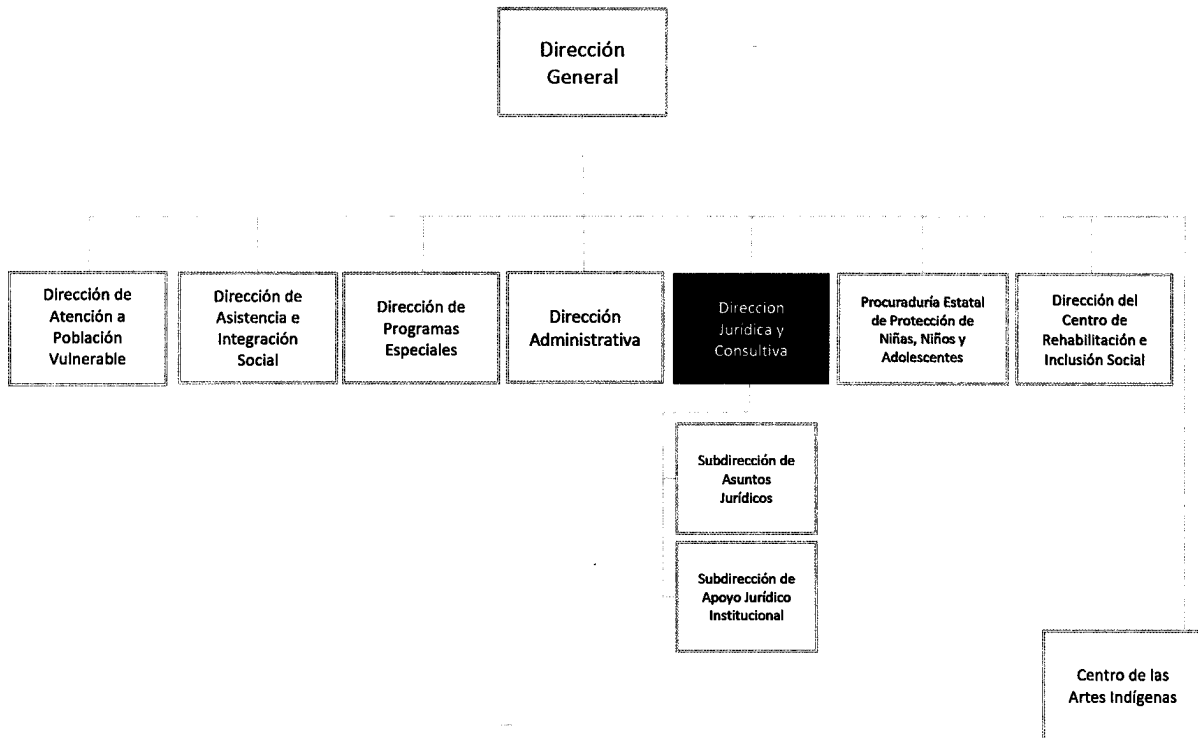 Dirección
General
Dirección de
Atención a
Población
Vulnerable
Dirección de
Asistencia e
Integración
Social
Dirección de
Programas
Especiales
Dirección
Administrativa
Direccion
Jurídica y
Consultiva
Procuraduría Estatal
de Protección de
Niñas, Niños y
Adolescentes
Dirección del
Centro de
Rehabilitación e
Inclusión Social
Subdirección de
Asuntos
Jurídicos
Subdirección de
Apoyo Jurídico
Institucional
Centro de las
Artes Indígenas